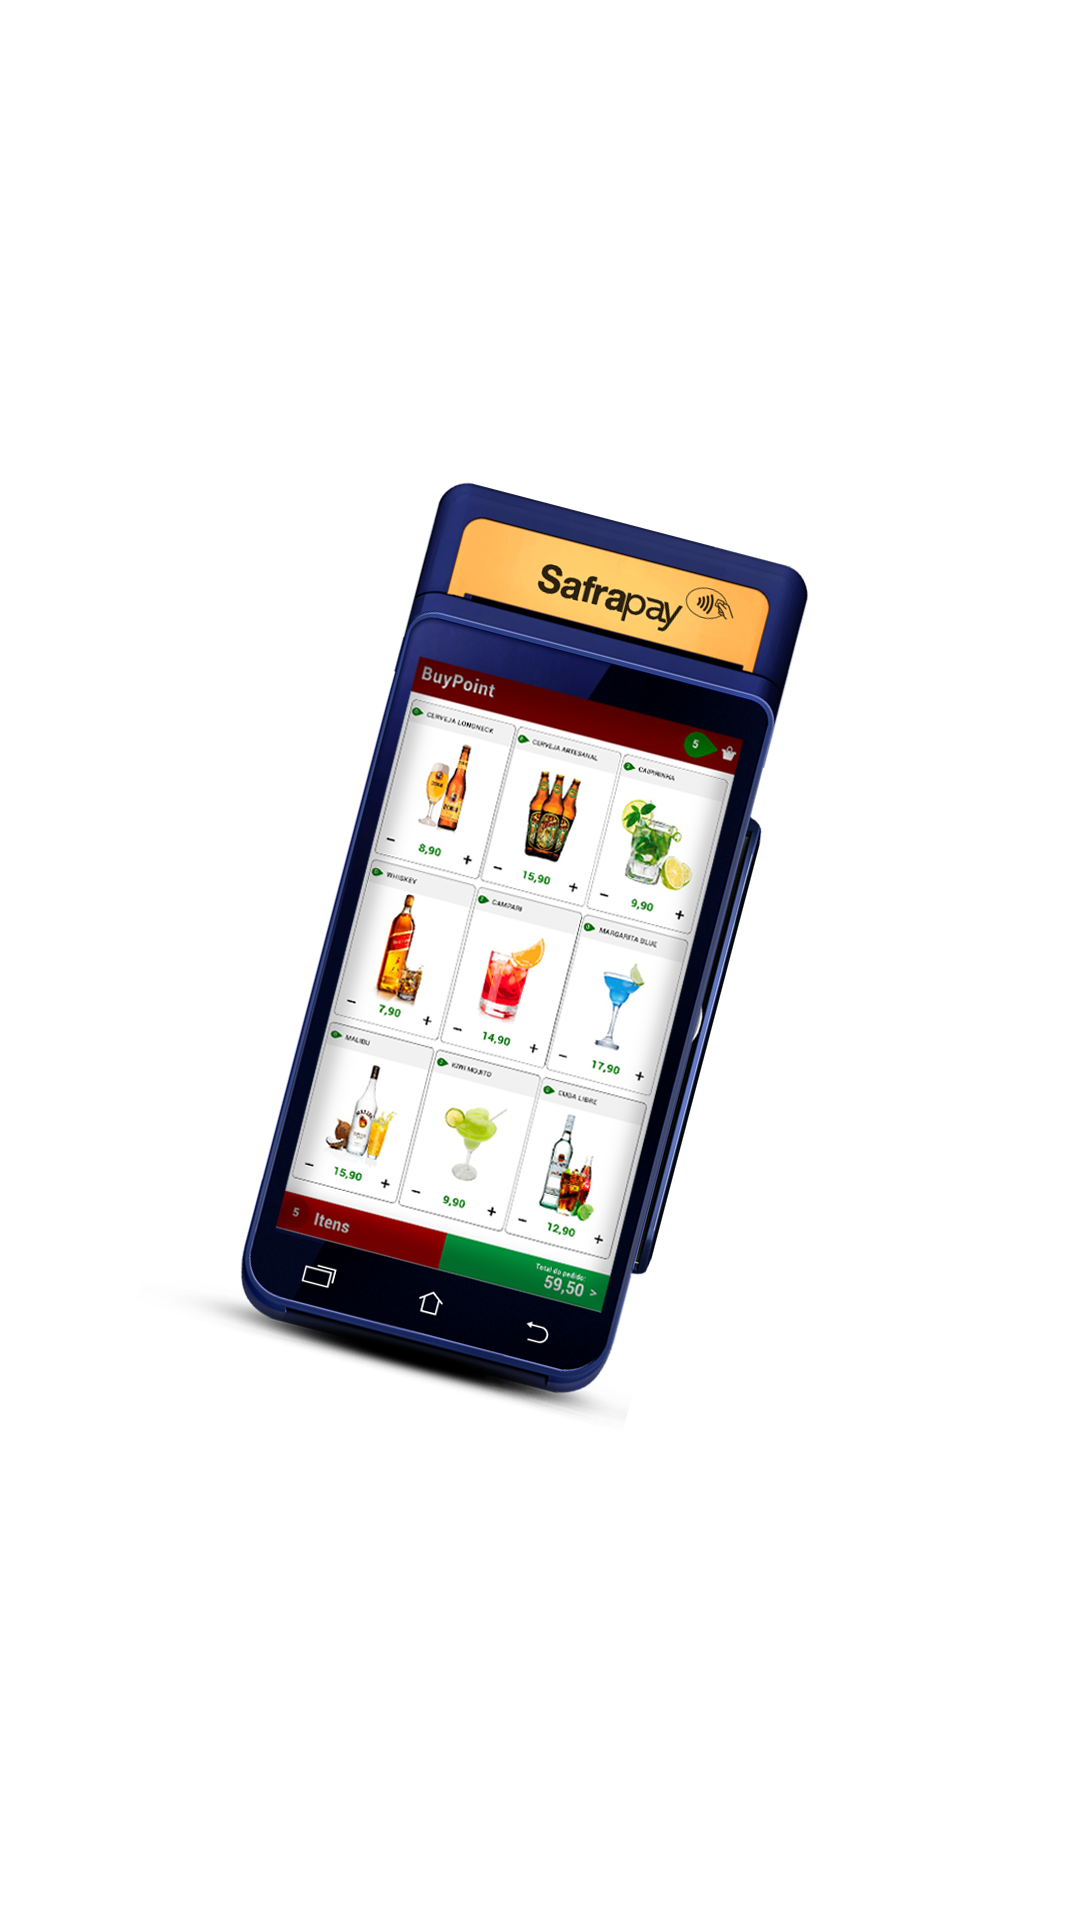 Safrapay
BuyPoint
5
CERVEJA LONGNECK
CERVEJA ARTESANAL
CAIPIRINHA
− 8,90 +
− 15,90 +
− 9,90 +
WHISKEY
CAMPARI
MARGARITA BLUE
− 7,90 +
− 14,90 +
− 17,90 +
MALIBU
KIWI MOJITO
CUBA LIBRE
− 15,90 +
− 9,90 +
− 12,90 +
5 Itens
Total do pedido:
59,50 >